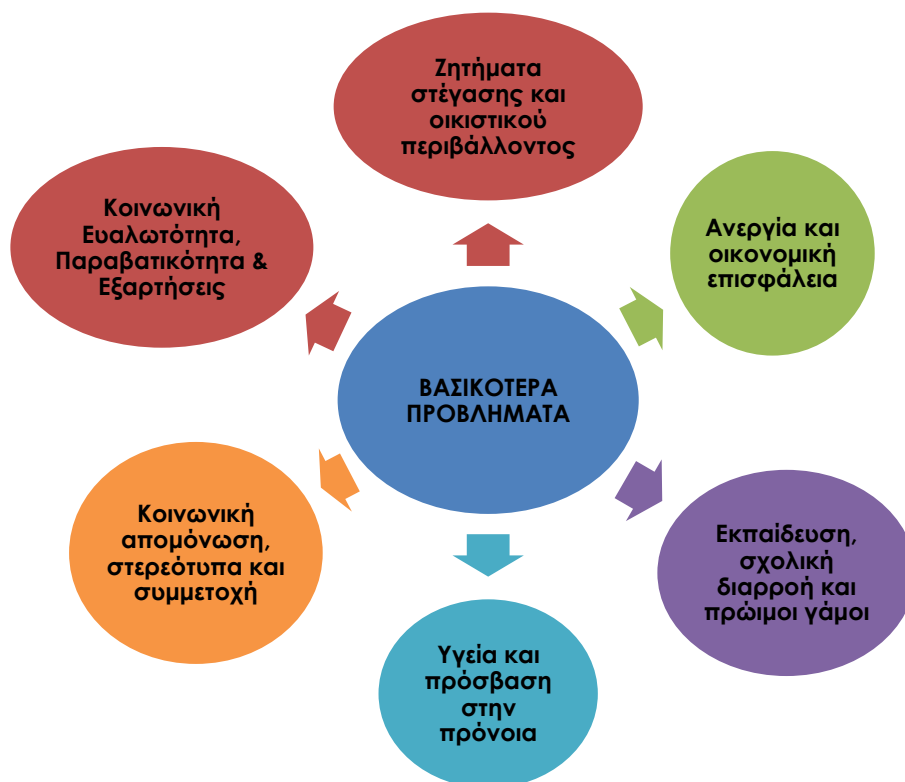 Ζητήματα
στέγασης και
οικιστικού
περιβάλλοντος
Κοινωνική
Ευαλωτότητα,
Παραβατικότητα &
Εξαρτήσεις
Ανεργία και
οικονομική
επισφάλεια
ΒΑΣΙΚΟΤΕΡΑ
ΠΡΟΒΛΗΜΑΤΑ
Κοινωνική
απομόνωση,
στερεότυπα και
συμμετοχή
Εκπαίδευση,
σχολική
διαρροή και
πρώιμοι γάμοι
Υγεία και
πρόσβαση
στην
πρόνοια